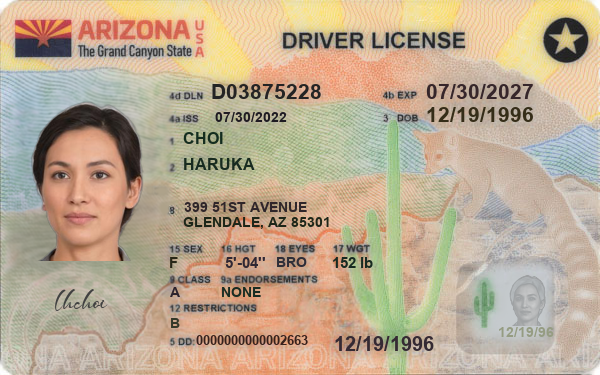 ARIZONA USA
The Grand Canyon State
DRIVER LICENSE
4d DLN D03875228
4b EXP 07/30/2027
4a ISS 07/30/2022
3 DOB 12/19/1996
1 CHOI
2 HARUKA
8 399 51ST AVENUE
GLENDALE, AZ 85301
15 SEX 16 HGT 18 EYES 17 WGT
F 5'-04" BRO 152 lb
9 CLASS 9a ENDORSEMENTS
A NONE
12 RESTRICTIONS
B
Chchoi
5 DD: 0000000000002663
12/19/1996
12/19/96
ARIZONA ARIZONA ARIZONA ARIZONA